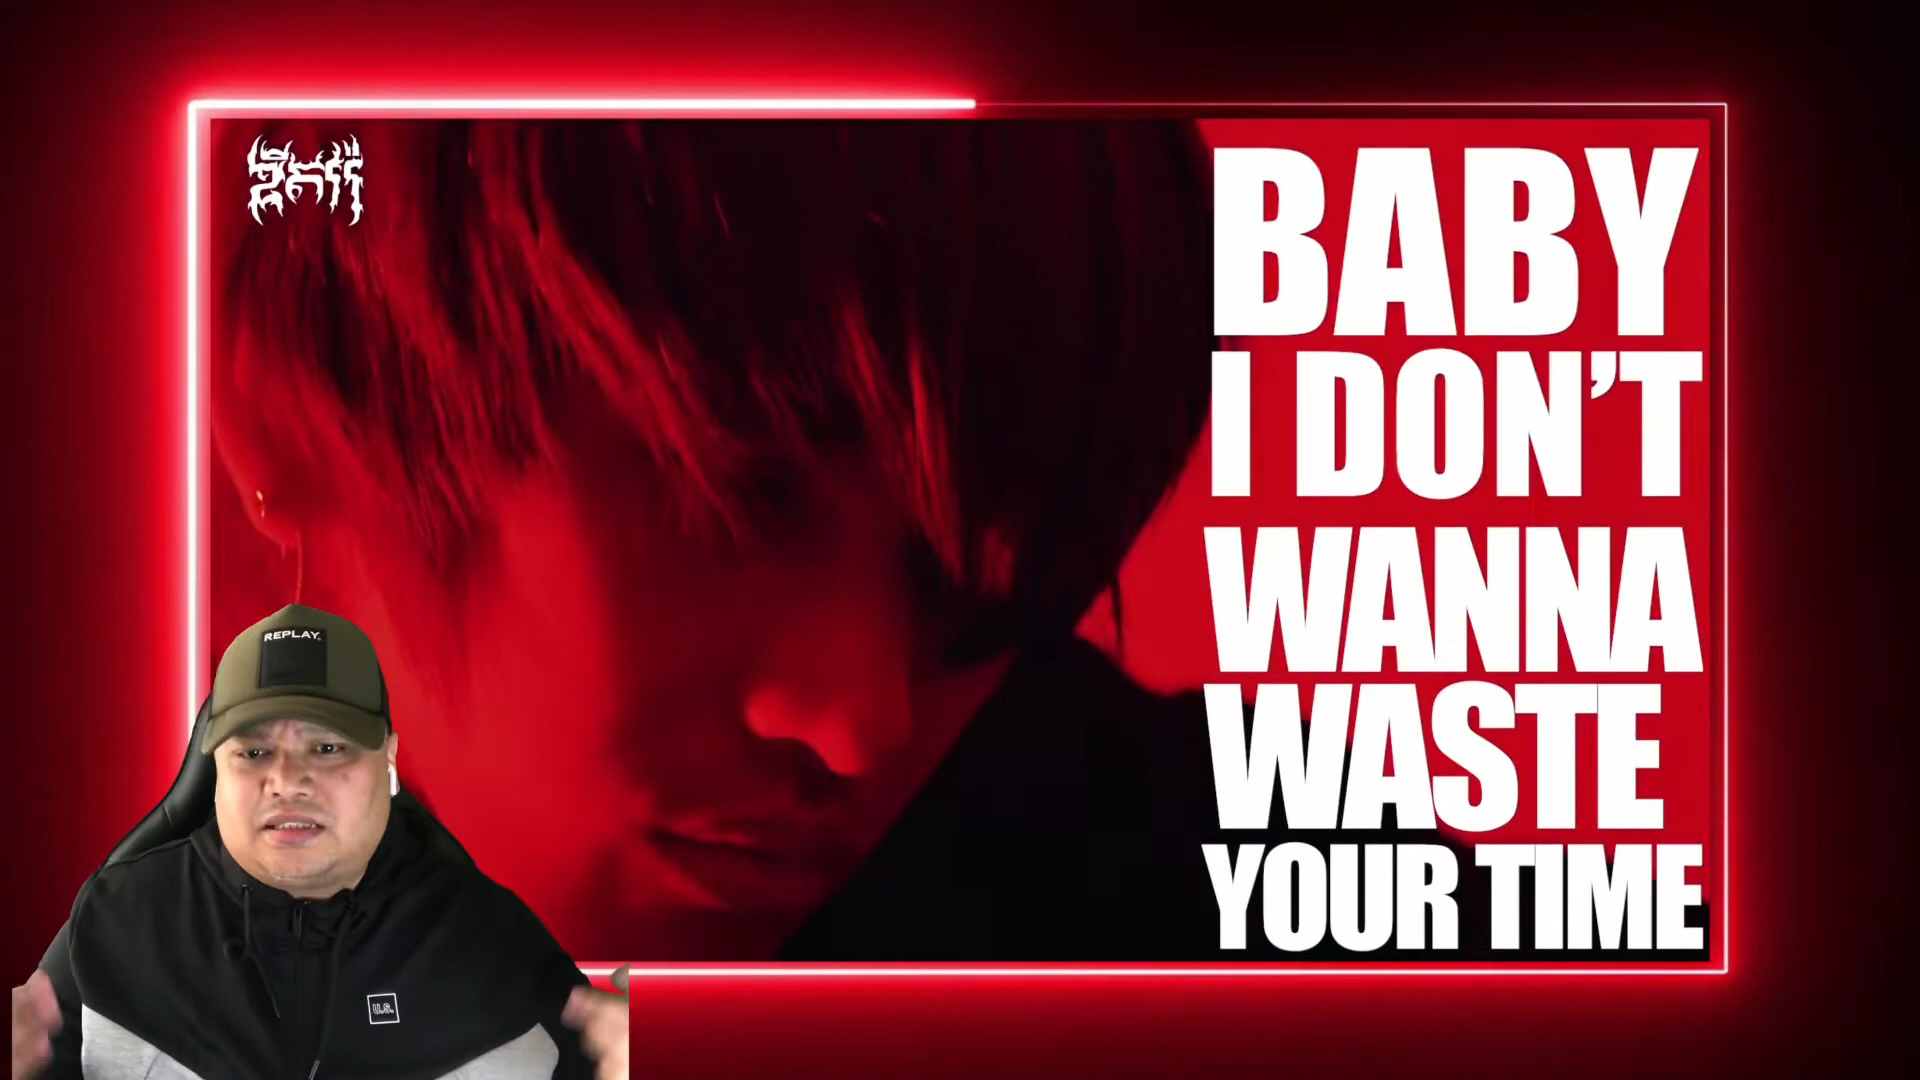 BABY
I DON'T
WANNA
WASTE
YOUR TIME
REPLAY
U.S.